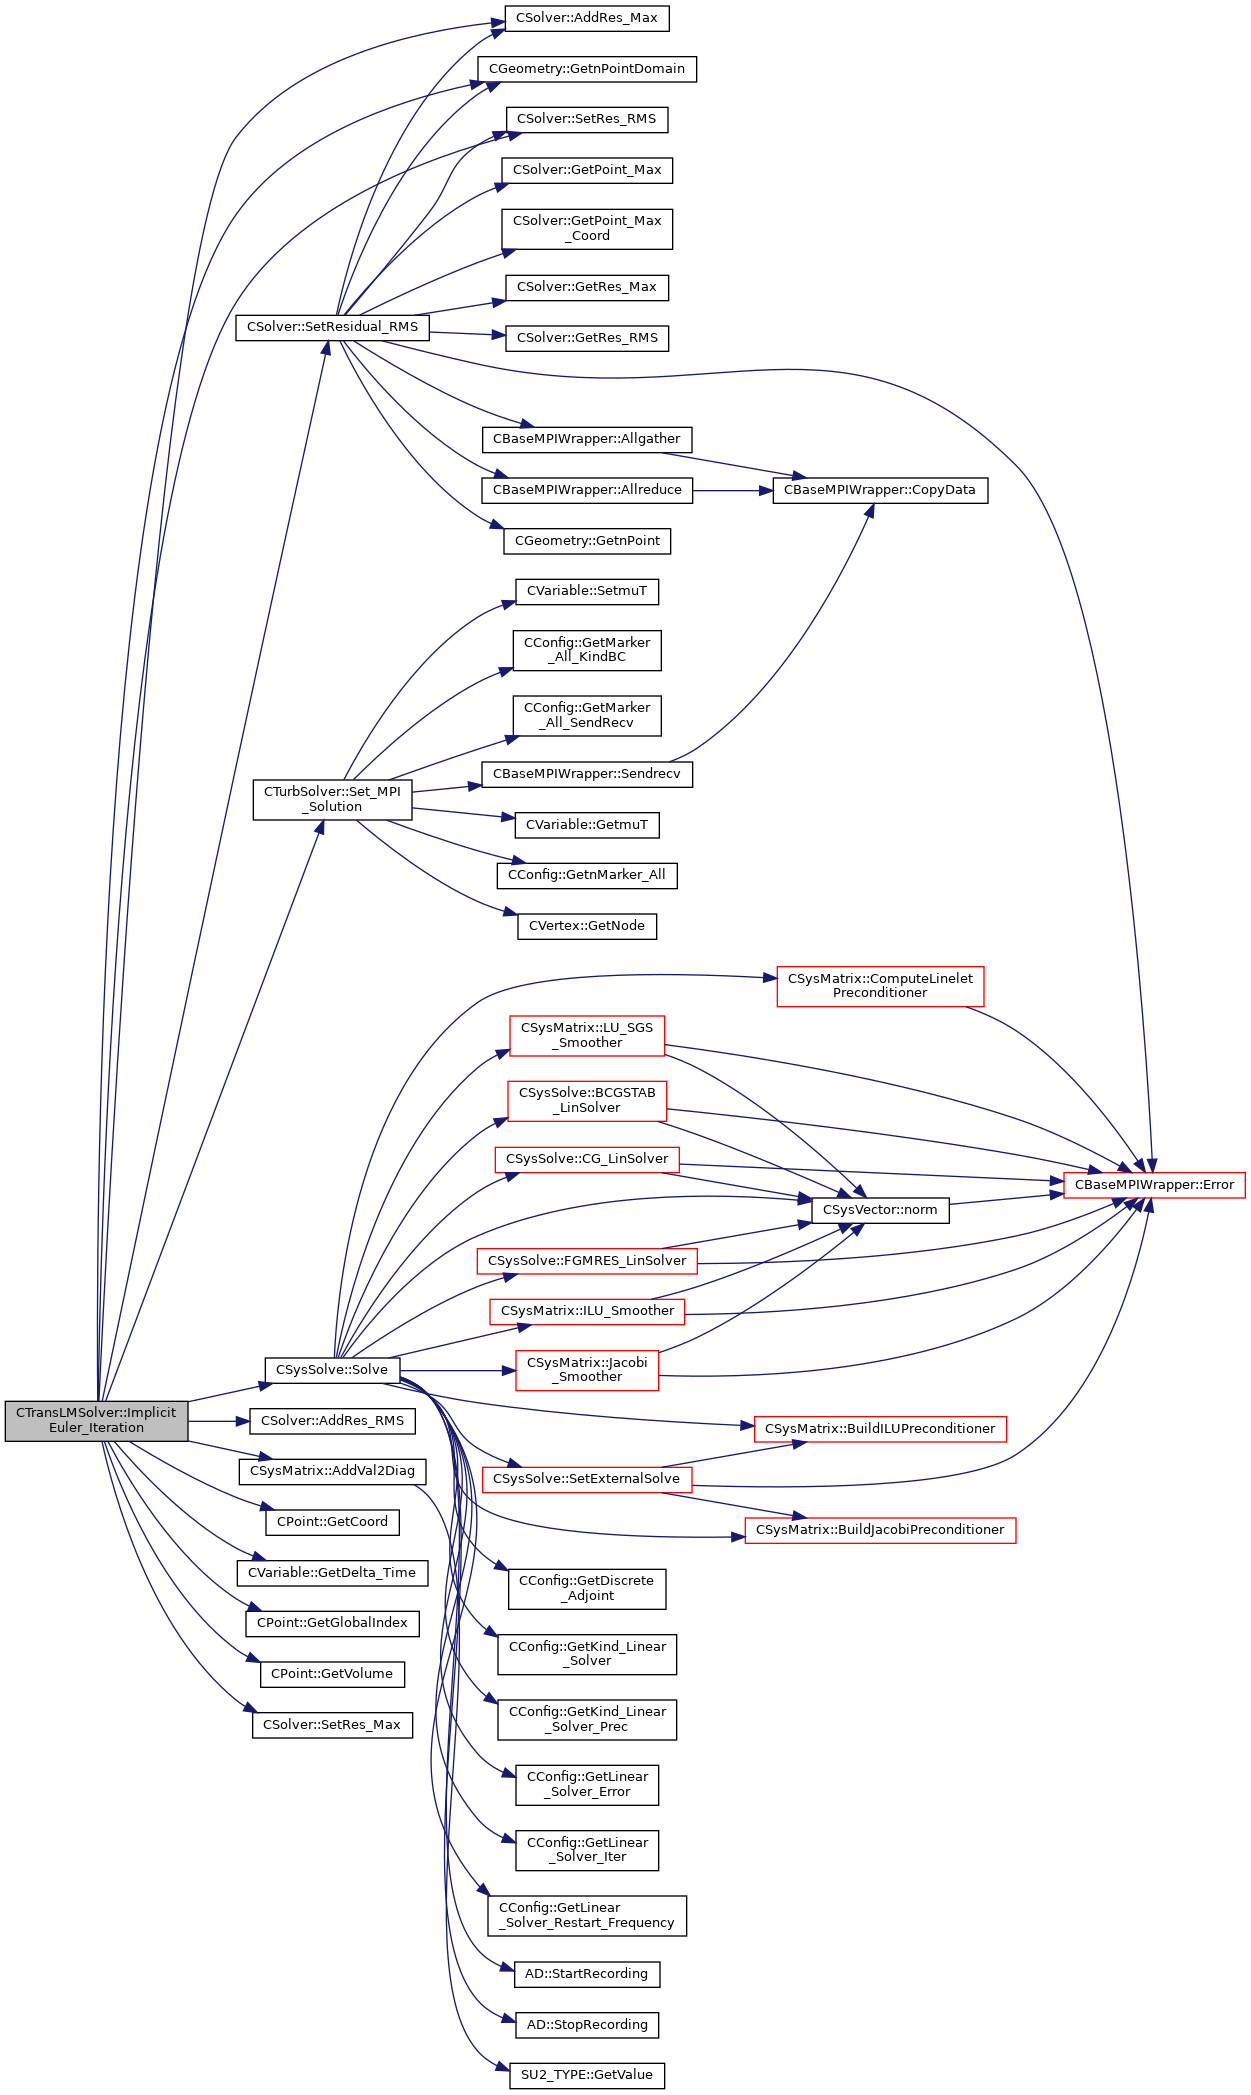 CSolver::AddRes_Max
CGeometry::GetnPointDomain
CSolver::SetRes_RMS
CSolver::GetPoint_Max
CSolver::GetPoint_Max
_Coord
CSolver::GetRes_Max
CSolver::SetResidual_RMS
CSolver::GetRes_RMS
CBaseMPIWrapper::Allgather
CBaseMPIWrapper::Allreduce
CBaseMPIWrapper::CopyData
CGeometry::GetnPoint
CVariable::SetmuT
CConfig::GetMarker
_All_KindBC
CConfig::GetMarker
_All_SendRecv
CBaseMPIWrapper::Sendrecv
CTurbSolver::Set_MPI
_Solution
CVariable::GetmuT
CConfig::GetnMarker_All
CVertex::GetNode
CSysMatrix::ComputeLinelet
Preconditioner
CSysMatrix::LU_SGS
_Smoother
CSysSolve::BCGSTAB
_LinSolver
CSysSolve::CG_LinSolver
CBaseMPIWrapper::Error
CSysVector::norm
CSysSolve::FGMRES_LinSolver
CSysMatrix::ILU_Smoother
CSysSolve::Solve
CSysMatrix::Jacobi
_Smoother
CTransLMSolver::Implicit
Euler_Iteration
CSolver::AddRes_RMS
CSysMatrix::BuildILUPreconditioner
CSysMatrix::AddVal2Diag
CSysSolve::SetExternalSolve
CPoint::GetCoord
CSysMatrix::BuildJacobiPreconditioner
CVariable::GetDelta_Time
CConfig::GetDiscrete
_Adjoint
CPoint::GetGlobalIndex
CConfig::GetKind_Linear
_Solver
CPoint::GetVolume
CConfig::GetKind_Linear
_Solver_Prec
CSolver::SetRes_Max
CConfig::GetLinear
_Solver_Error
CConfig::GetLinear
_Solver_Iter
CConfig::GetLinear
_Solver_Restart_Frequency
AD::StartRecording
AD::StopRecording
SU2_TYPE::GetValue